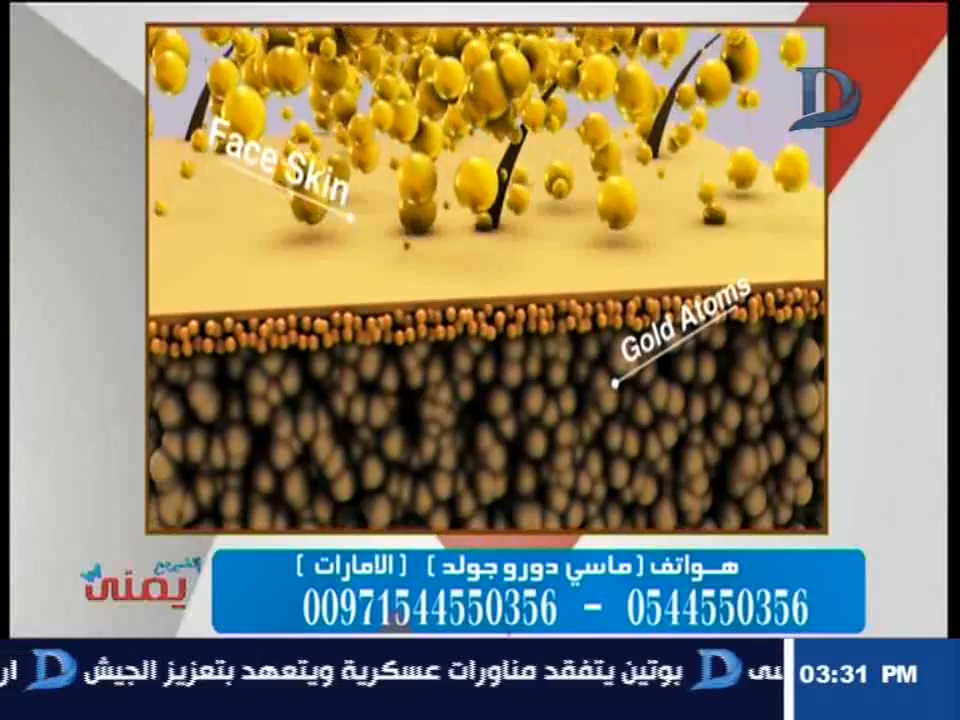 Face Skin
Gold Atoms
هـواتف (ماسي دورو جولد) (الامارات)
00971544550356 - 0544550356
يمنى
بوتين يتفقد مناورات عسكرية ويتعهد بتعزيز الجيش
03:31 PM